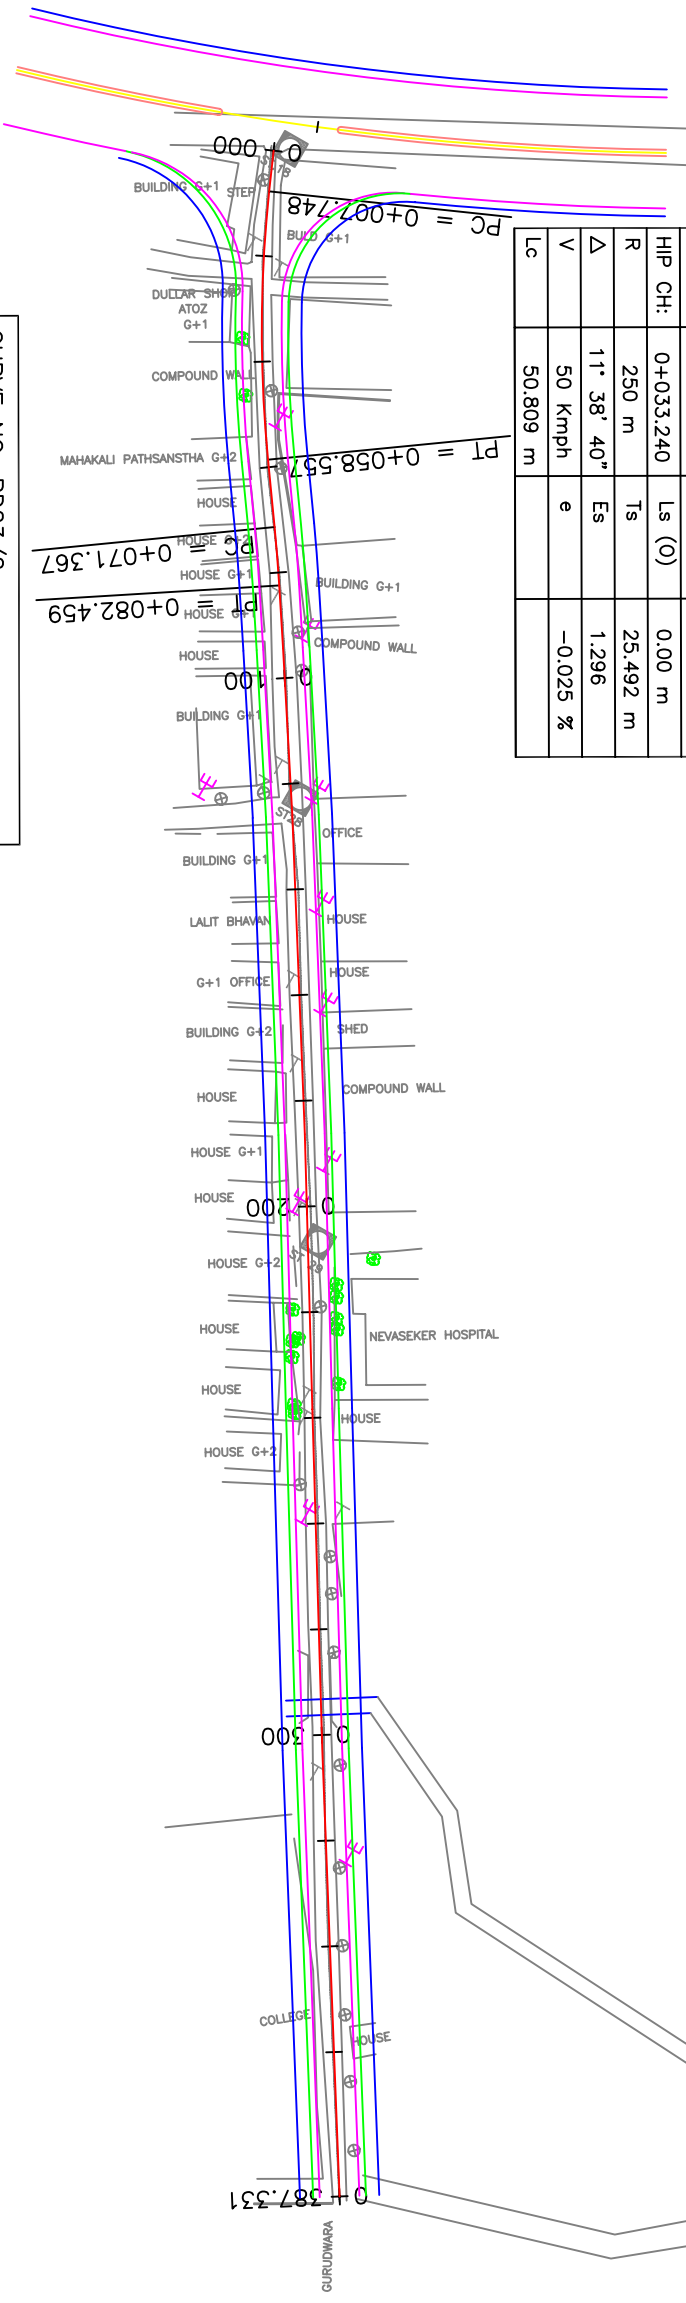 0+000
ST27B
BUILDING G+1
STEP
PC = 0+007.748
BUILD G+1
HIP CH: 0+033.240 Ls (O) 0.00 m
R 250 m Ts 25.492 m
Δ 11° 38' 40" Es 1.296
V 50 Kmph e -0.025 %
Lc 50.809 m
DULLAR SHOP
ATOZ
G+1
COMPOUND WALL
MAHAKALI PATHSANSTHA G+2
PT = 0+058.557
HOUSE
HOUSE G+2
PC = 0+071.367
HOUSE G+1
BUILDING G+1
PT = 0+082.459
HOUSE G+1
COMPOUND WALL
HOUSE
0+100
BUILDING G+1
ST28
OFFICE
BUILDING G+1
LALIT BHAVAN
HOUSE
HOUSE
G+1 OFFICE
BUILDING G+2
SHED
COMPOUND WALL
HOUSE
HOUSE G+1
HOUSE
0+200
ST 29
HOUSE G+2
HOUSE
NEVASEKER HOSPITAL
HOUSE
HOUSE
HOUSE G+2
0+300
COLLEGE
HOUSE
0+387.331
GURUDWARA